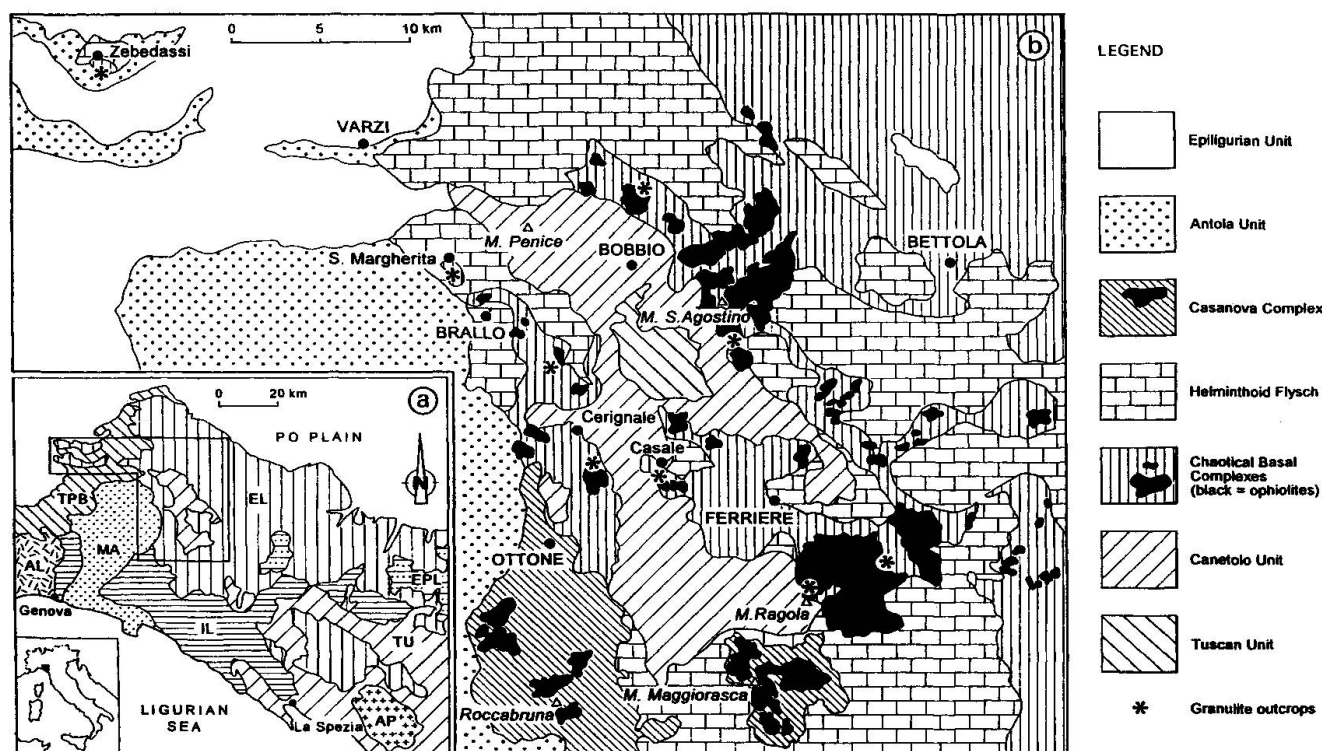 0 5 10 km
b
Zebedassi
VARZI
M. Penice
BOBBIO
BETTOLA
S. Margherita
M. S.Agostino
BRALLO
Cerignale
Casale
FERRIERE
OTTONE
M.Ragola
M. Maggiorasca
Roccabruna
0 20 km
a
PO PLAIN
N
TPB
EL
MA
AL
EPL
Genova
IL
TU
LIGURIAN
SEA
La Spezia
AP
LEGEND
Epiligurian Unit
Antola Unit
Casanova Complex
Helminthoid Flysch
Chaotical Basal
Complexes
(black = ophiolites)
Canetolo Unit
Tuscan Unit
* Granulite outcrops